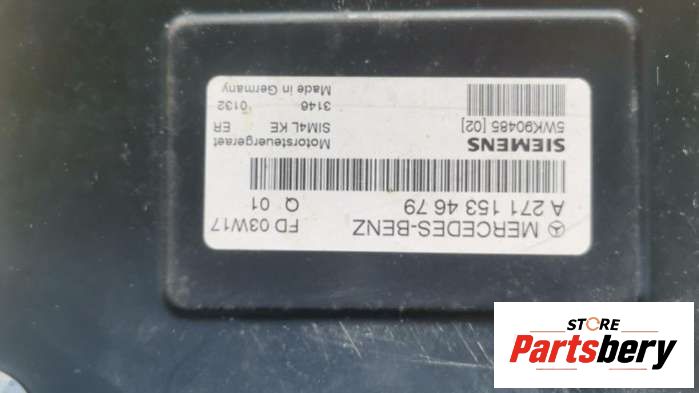 MERCEDES-BENZ FD 03W17
A 271 153 46 79 Q 01
SIEMENS Motorsteuergeraet
5WK90485 [02] SIM4L KE ER
3146 0132
Made in Germany
STORE
Partsbery